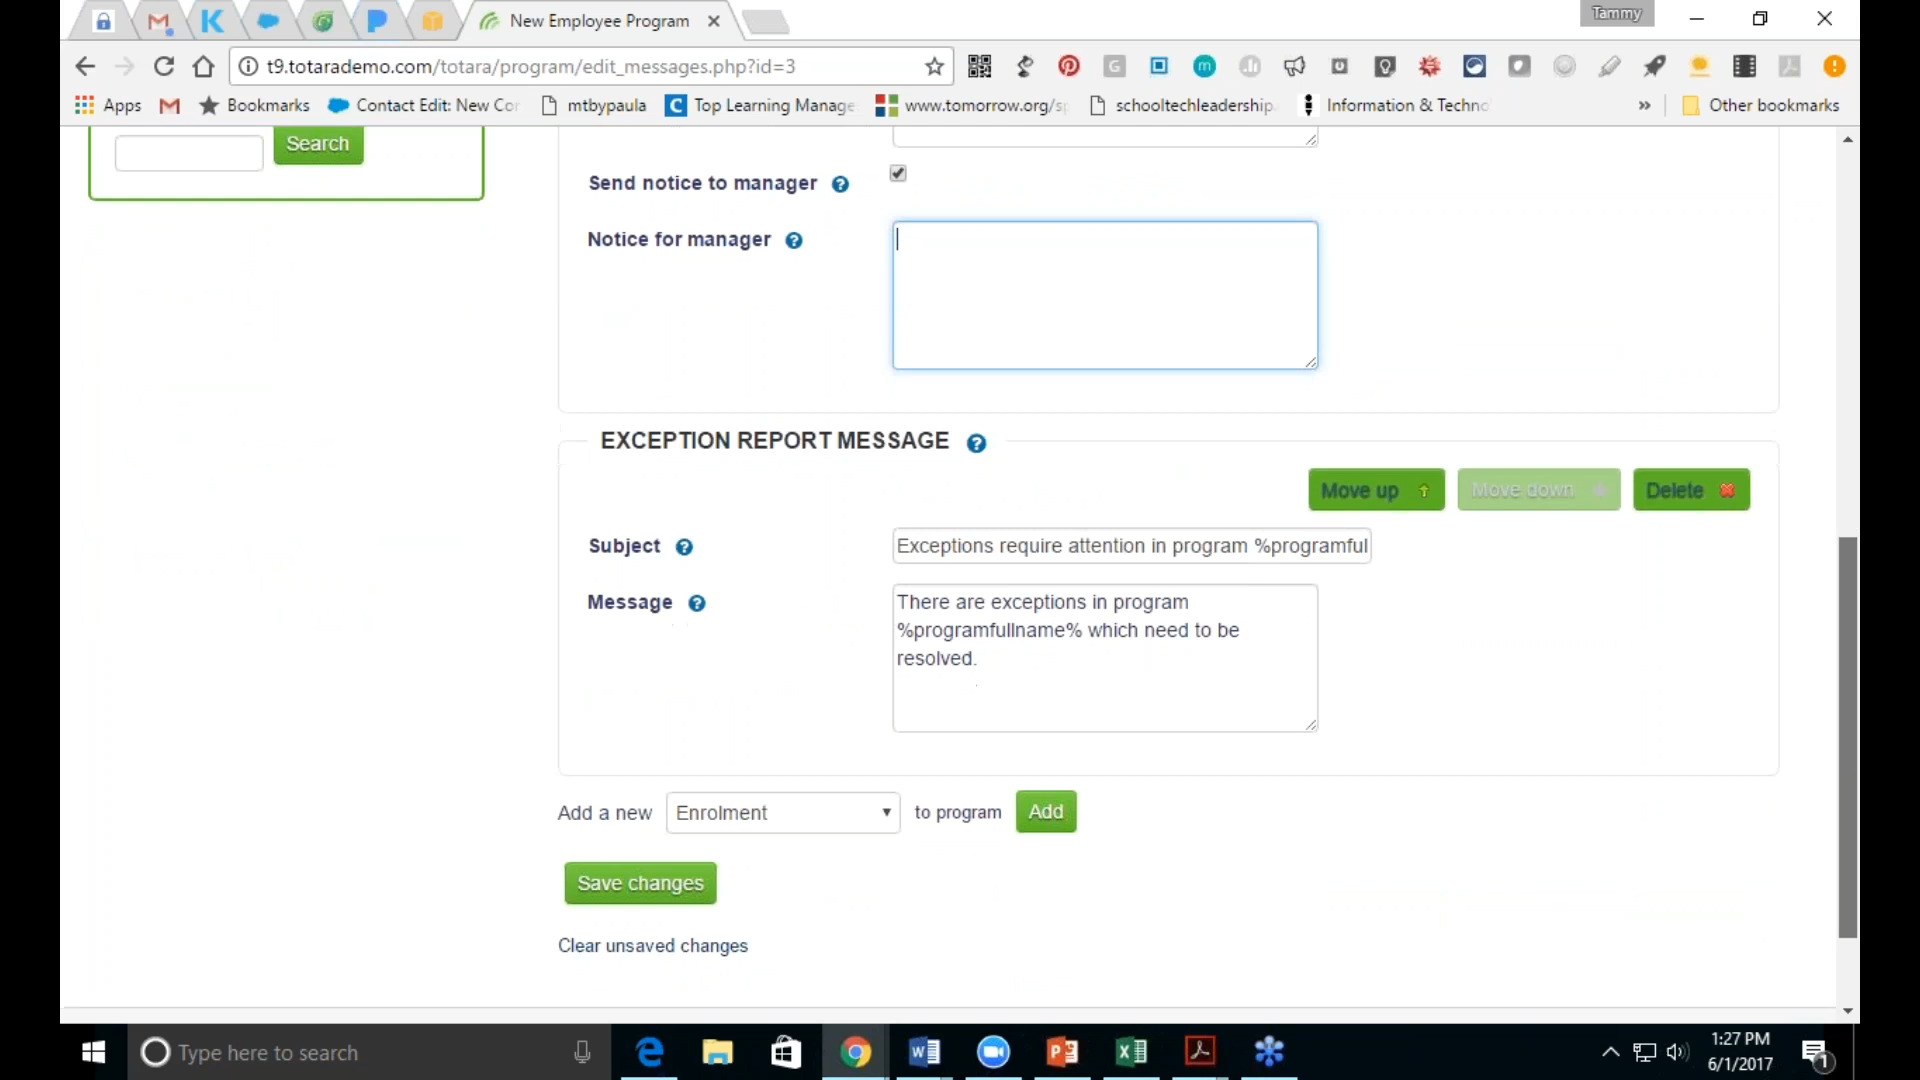 New Employee Program
Tammy
t9.totarademo.com/totara/program/edit_messages.php?id=3
Apps
Bookmarks
Contact Edit: New Cor
mtbypaula
Top Learning Manage
www.tomorrow.org/sp
schooltechleadership.
Information & Techno
Other bookmarks
Search
Send notice to manager
Notice for manager
EXCEPTION REPORT MESSAGE
Move up
Move down
Delete
Subject
Exceptions require attention in program %programful
Message
There are exceptions in program
%programfullname% which need to be
resolved.
Add a new
Enrolment
to program
Add
Save changes
Clear unsaved changes
Type here to search
1:27 PM
6/1/2017
1